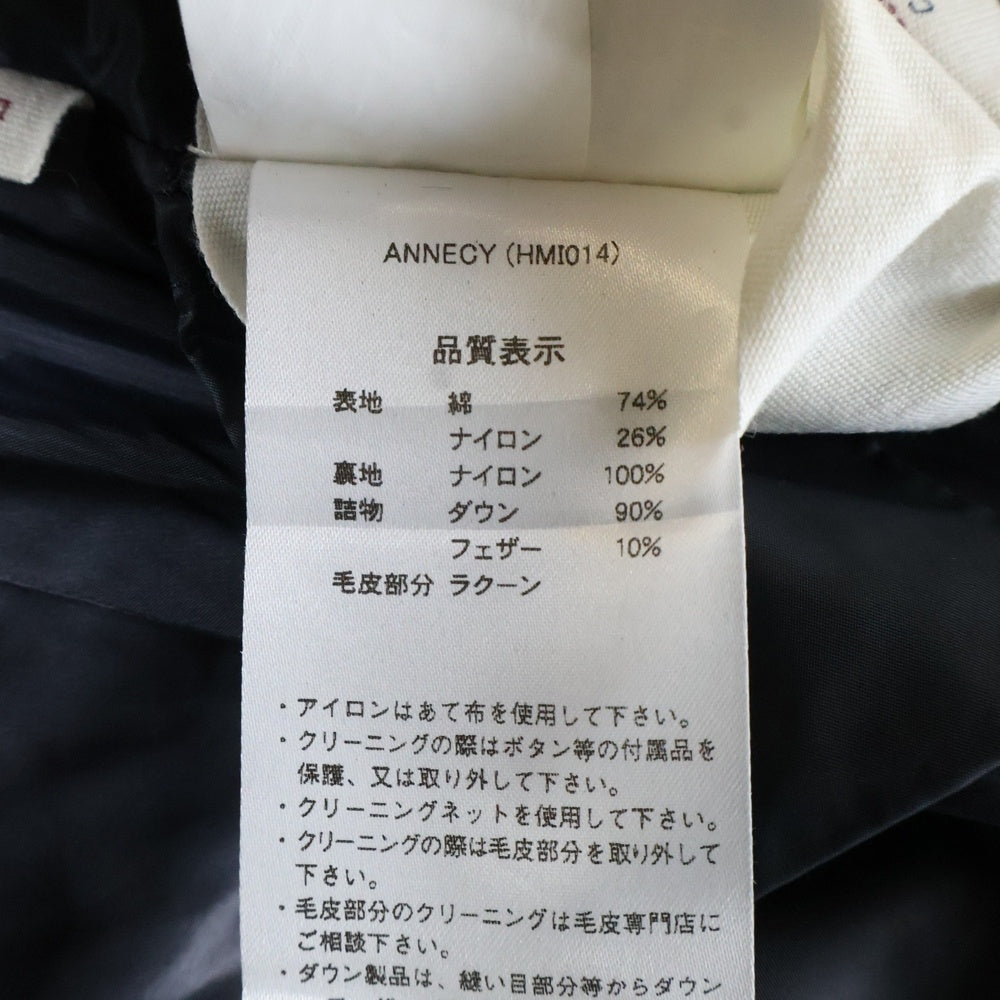 ANNECY (HMI014)
品質表示
表地 綿 74%
ナイロン 26%
裏地 ナイロン 100%
詰物 ダウン 90%
フェザー 10%
毛皮部分 ラクーン
・アイロンはあて布を使用して下さい。
・クリーニングの際はボタン等の付属品を
保護、又は取り外して下さい。
・クリーニングネットを使用して下さい。
・クリーニングの際は毛皮部分を取り外して
下さい。
・毛皮部分のクリーニングは毛皮専門店に
ご相談下さい。
・ダウン製品は、縫い目部分等からダウン